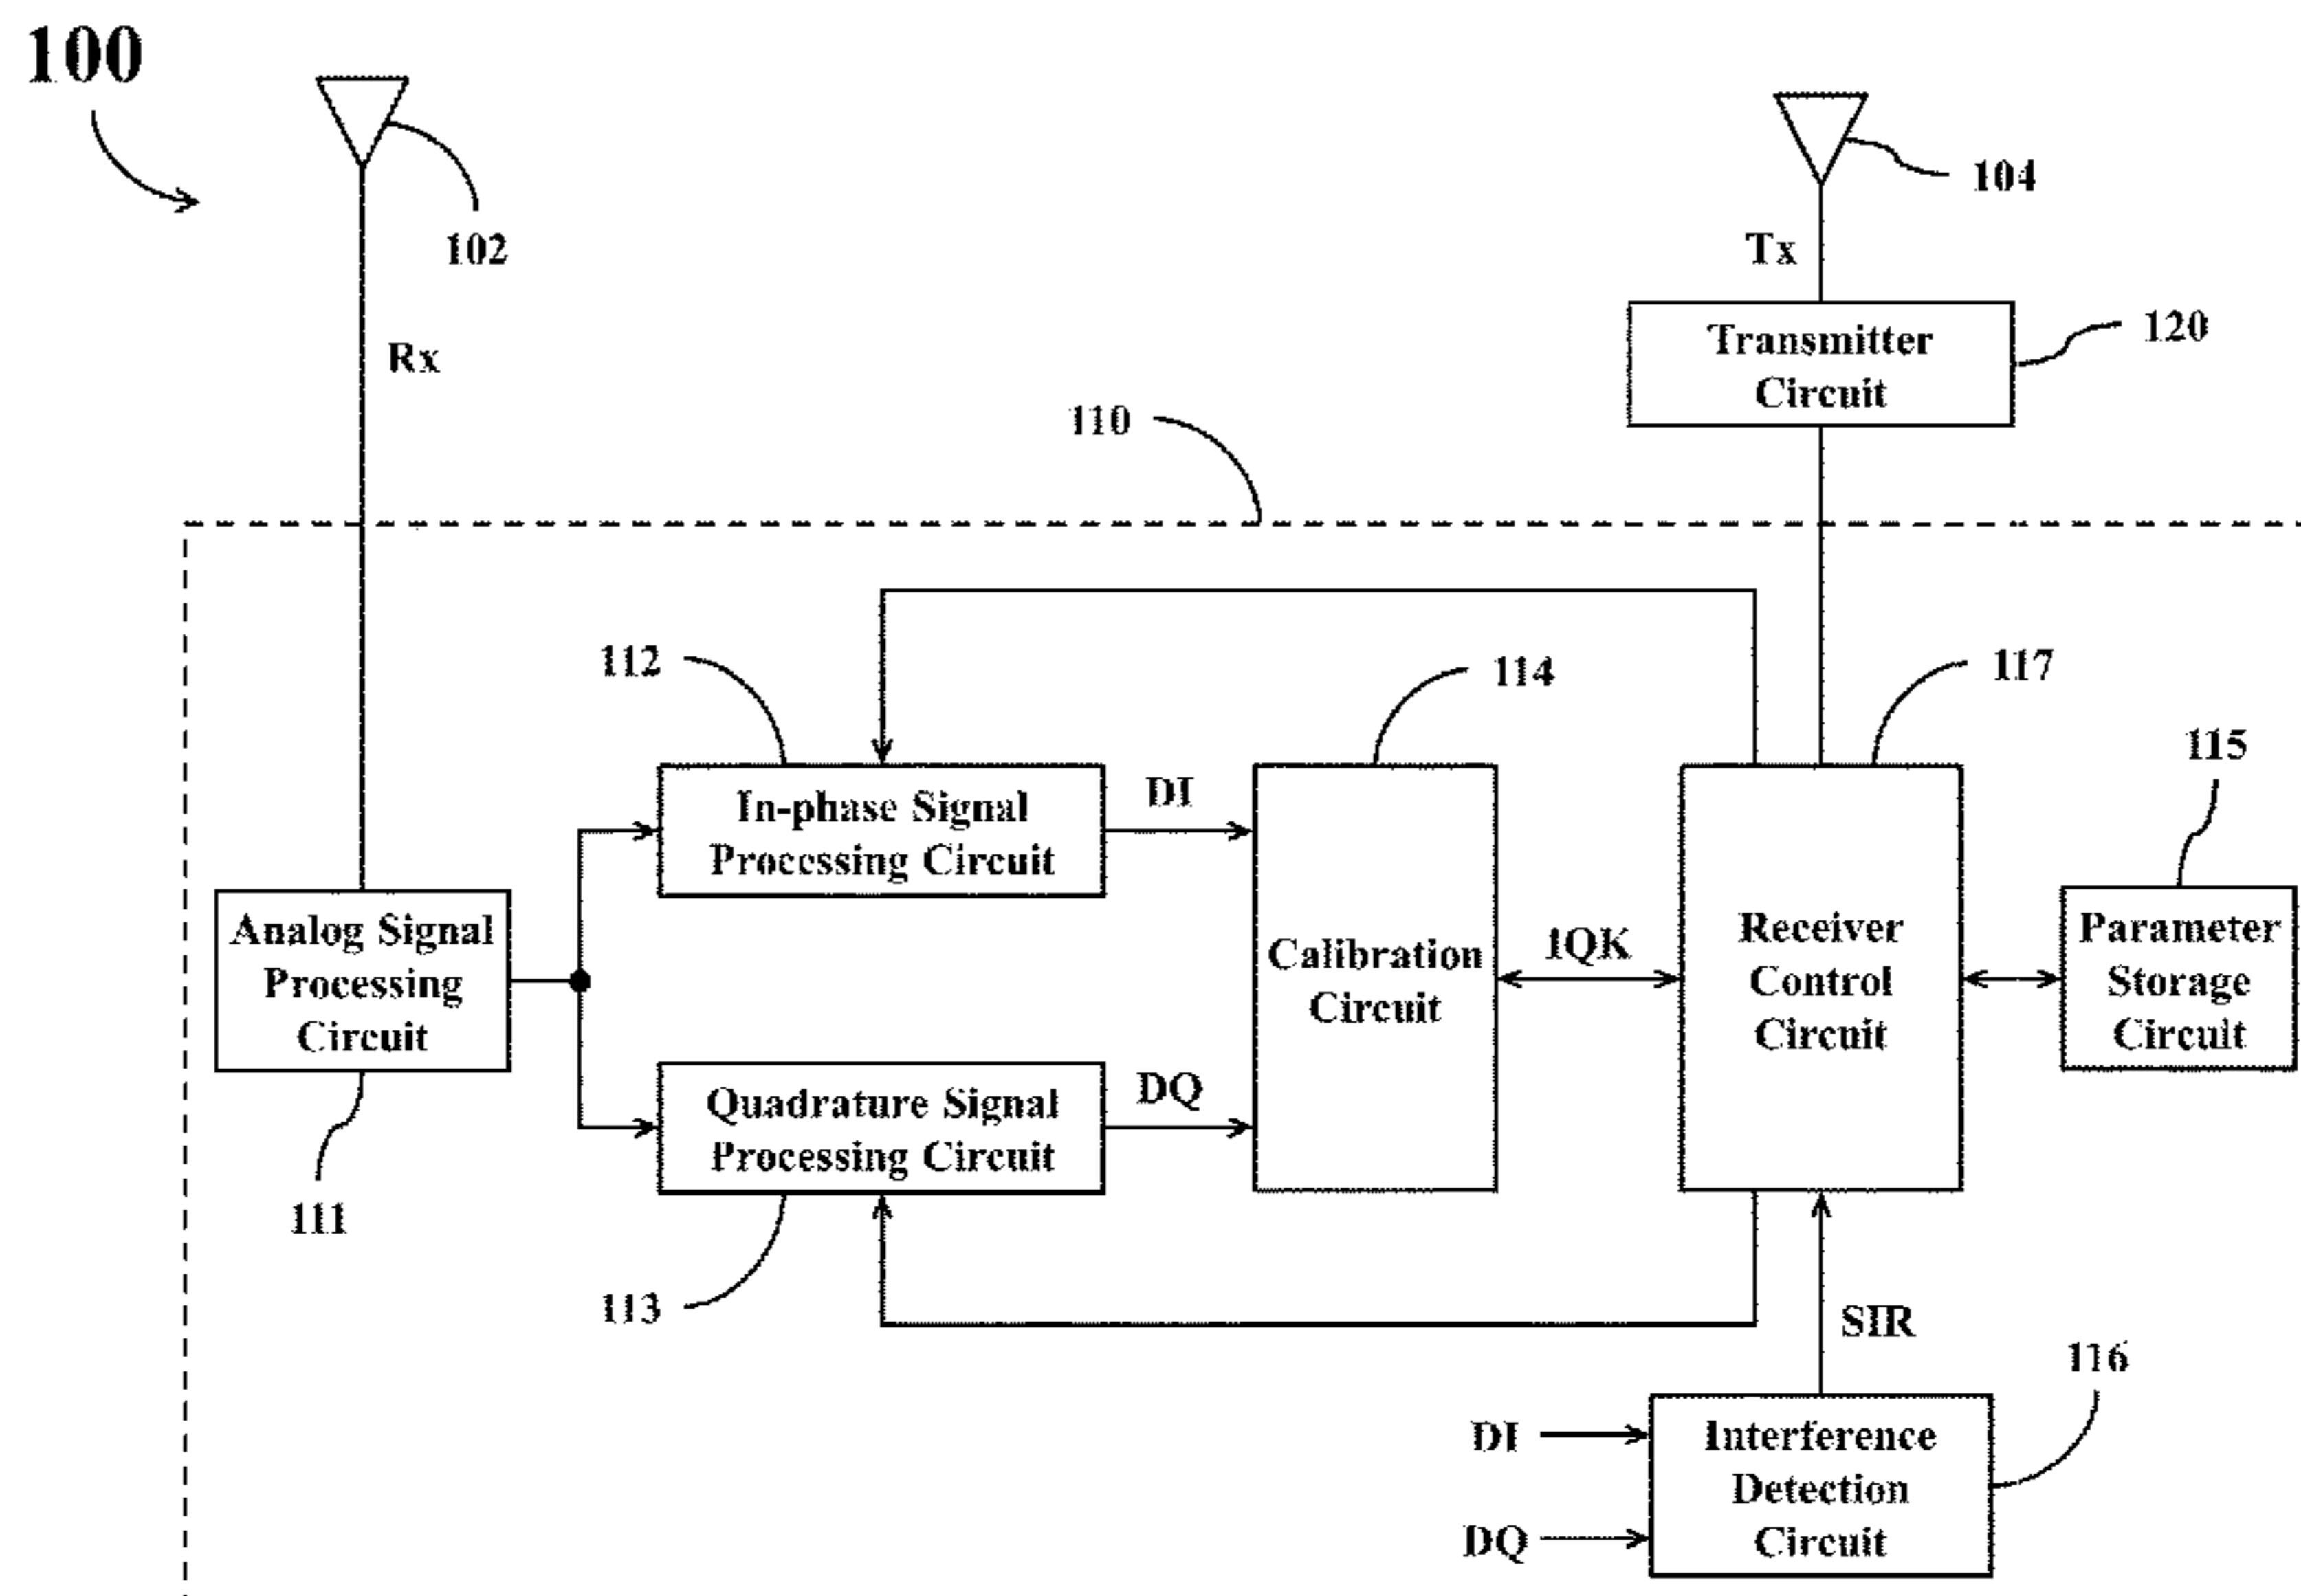 100
102
104
Tx
Rx
Transmitter
Circuit
120
110
112
114
117
115
In-phase Signal
Processing Circuit
DI
Analog Signal
Processing
Circuit
111
Calibration
Circuit
IQK
Receiver
Control
Circuit
Parameter
Storage
Circuit
Quadrature Signal
Processing Circuit
DQ
113
SIR
116
DI
DQ
Interference
Detection
Circuit